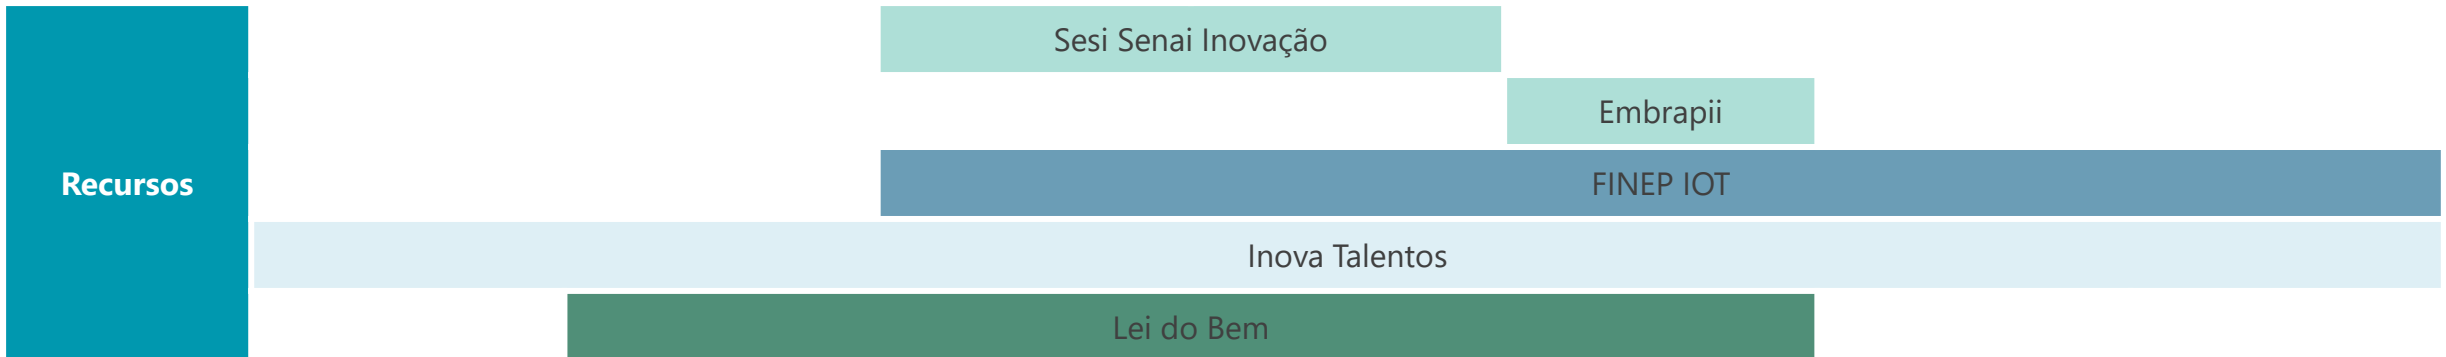 Sesi Senai Inovação
Embrapii
Recursos
FINEP IOT
Inova Talentos
Lei do Bem